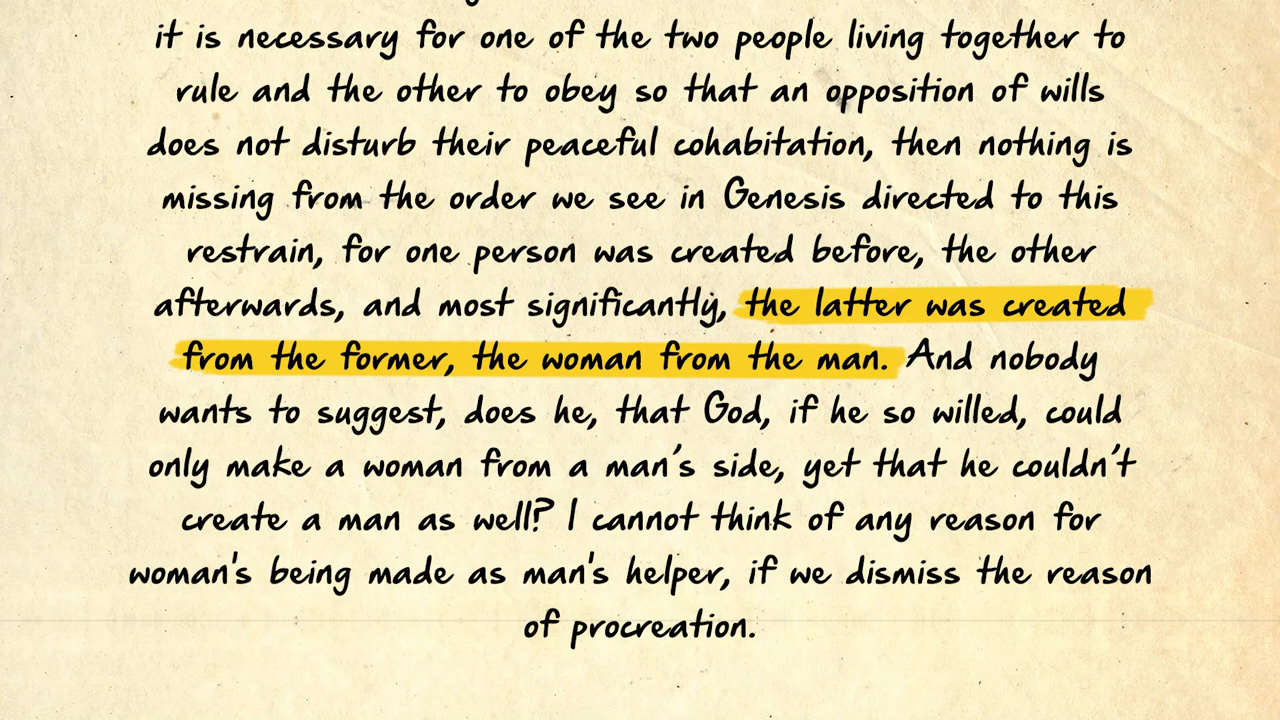 it is necessary for one of the two people living together to
rule and the other to obey so that an opposition of wills
does not disturb their peaceful cohabitation, then nothing is
missing from the order we see in Genesis directed to this
restrain, for one person was created before, the other
afterwards, and most significantly, the latter was created
from the former, the woman from the man. And nobody
wants to suggest, does he, that God, if he so willed, could
only make a woman from a man's side, yet that he couldn't
create a man as well? I cannot think of any reason for
woman's being made as man's helper, if we dismiss the reason
of procreation.